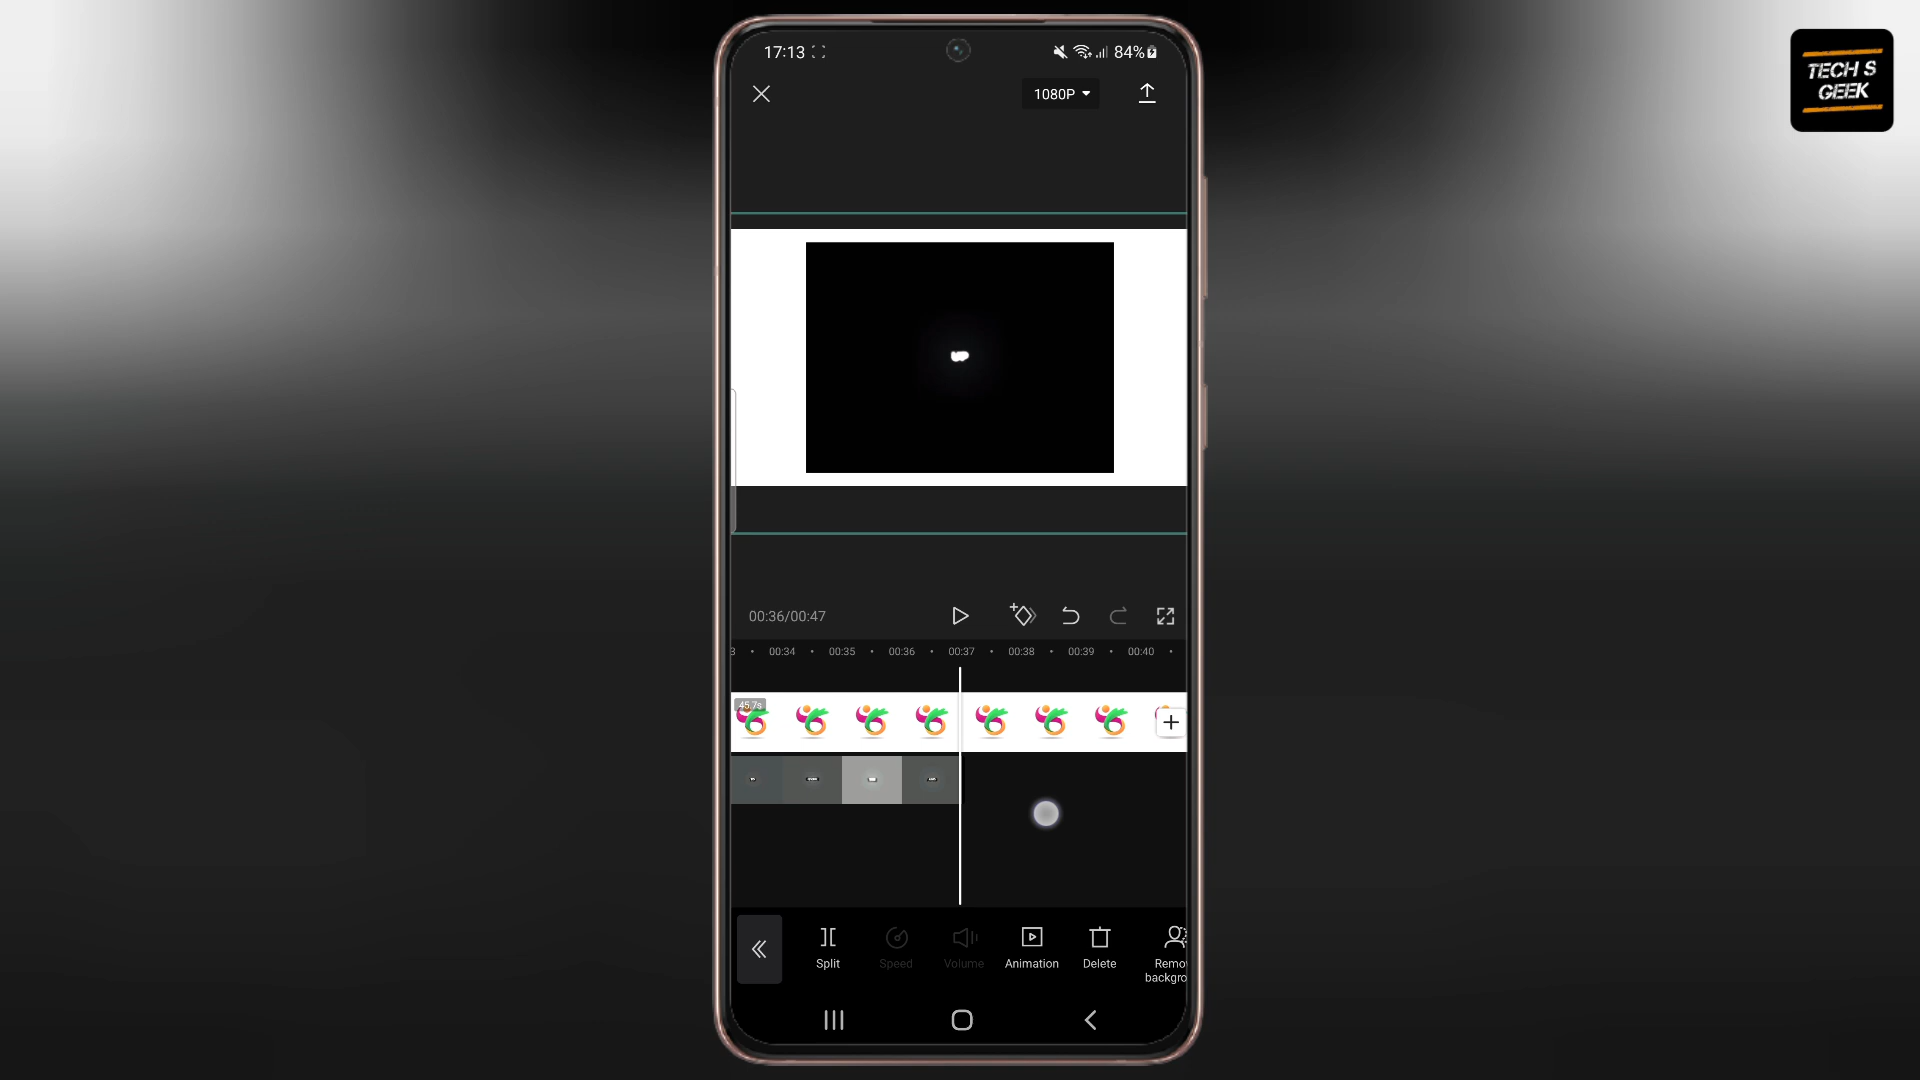 17:13
84%
TECH S
GEEK
1080P
00:36/00:47
3
00:34
00:35
00:36
00:37
00:38
00:39
00:40
45.7s
Split
Speed
Volume
Animation
Delete
Remo
backgro